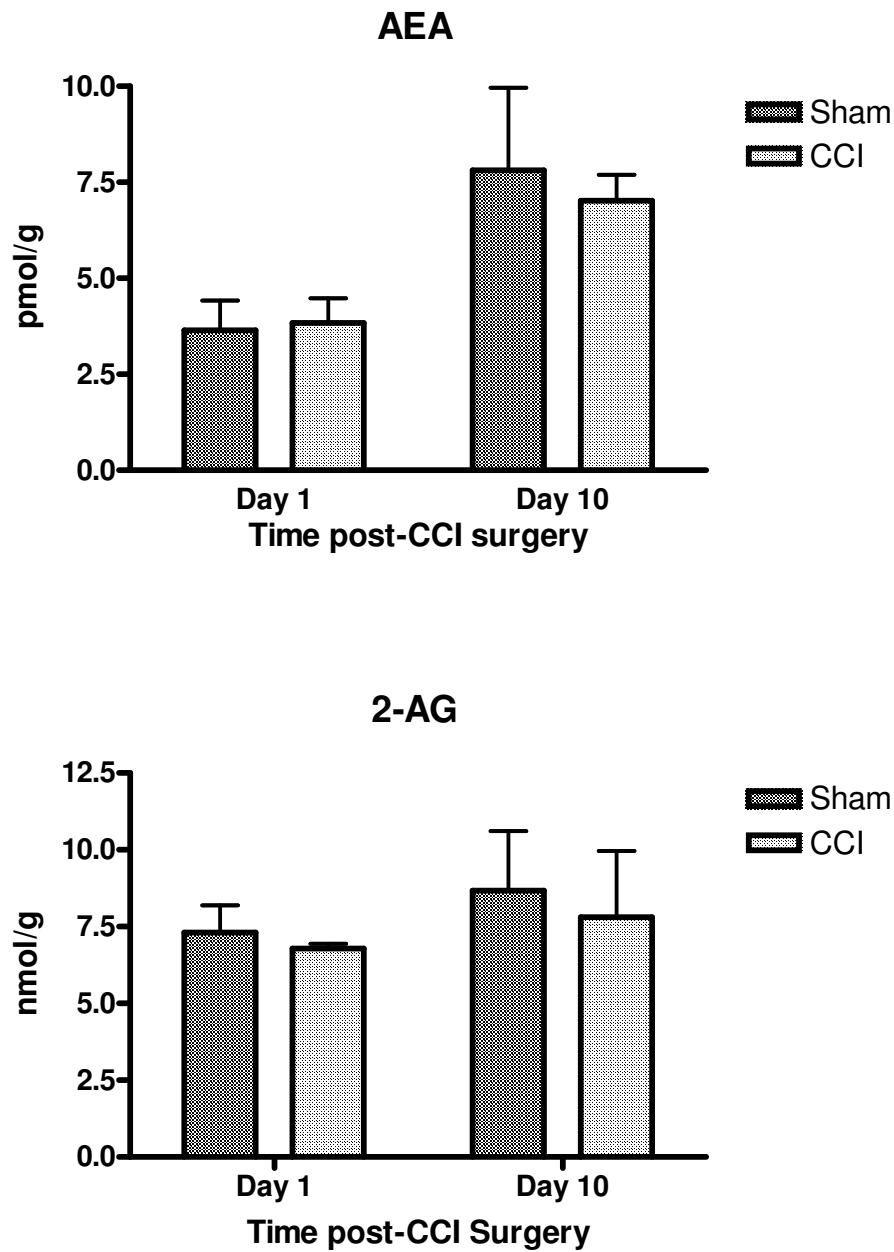 AEA
10.0
7.5
5.0
2.5
0.0
pmol/g
Sham
CCI
Day 1
Day 10
Time post-CCI surgery
2-AG
12.5
10.0
7.5
5.0
2.5
0.0
nmol/g
Sham
CCI
Day 1
Day 10
Time post-CCI Surgery